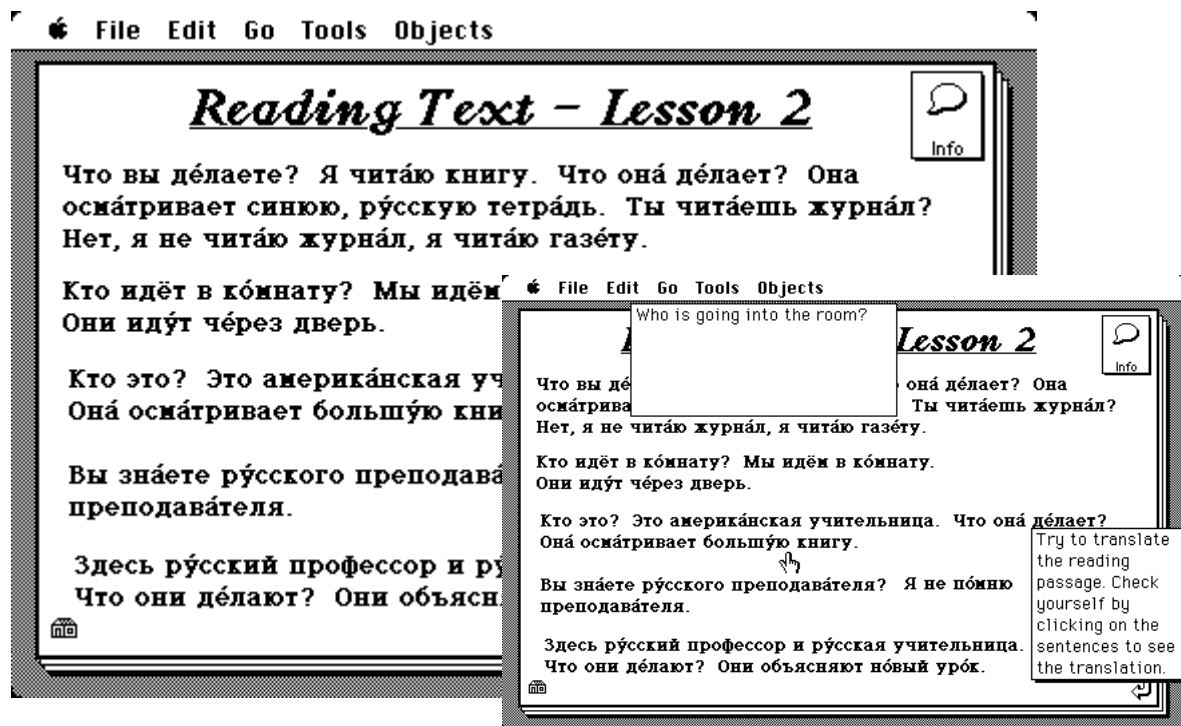 File Edit Go Tools Objects
Reading Text – Lesson 2
Info
Что вы де́лаете? Я чита́ю книгу. Что она́ де́лает? Она
осма́тривает синюю, ру́сскую тетра́дь. Ты чита́ешь журна́л?
Нет, я не чита́ю журна́л, я чита́ю газе́ту.
Кто идёт в ко́мнату? Мы идём
Они иду́т че́рез дверь.
Кто это? Это америка́нская уч
Она́ осма́тривает большу́ю кни
Вы зна́ете ру́сского преподава́
преподава́теля.
Здесь ру́сский профессор и ру́
Что они де́лают? Они объясн
File Edit Go Tools Objects
Who is going into the room?
Lesson 2
Info
Что вы де́ она́ де́лает? Она
осма́трива Ты чита́ешь журна́л?
Нет, я не чита́ю журна́л, я чита́ю газе́ту.
Кто идёт в ко́мнату? Мы идём в ко́мнату.
Они иду́т че́рез дверь.
Кто это? Это америка́нская учительница. Что она́ де́лает?
Она́ осма́тривает большу́ю книгу.
Вы зна́ете ру́сского преподава́теля? Я не по́мню
преподава́теля.
Здесь ру́сский профессор и ру́сская учительница.
Что они де́лают? Они объясняют но́вый уро́к.
Try to translate
the reading
passage. Check
yourself by
clicking on the
sentences to see
the translation.